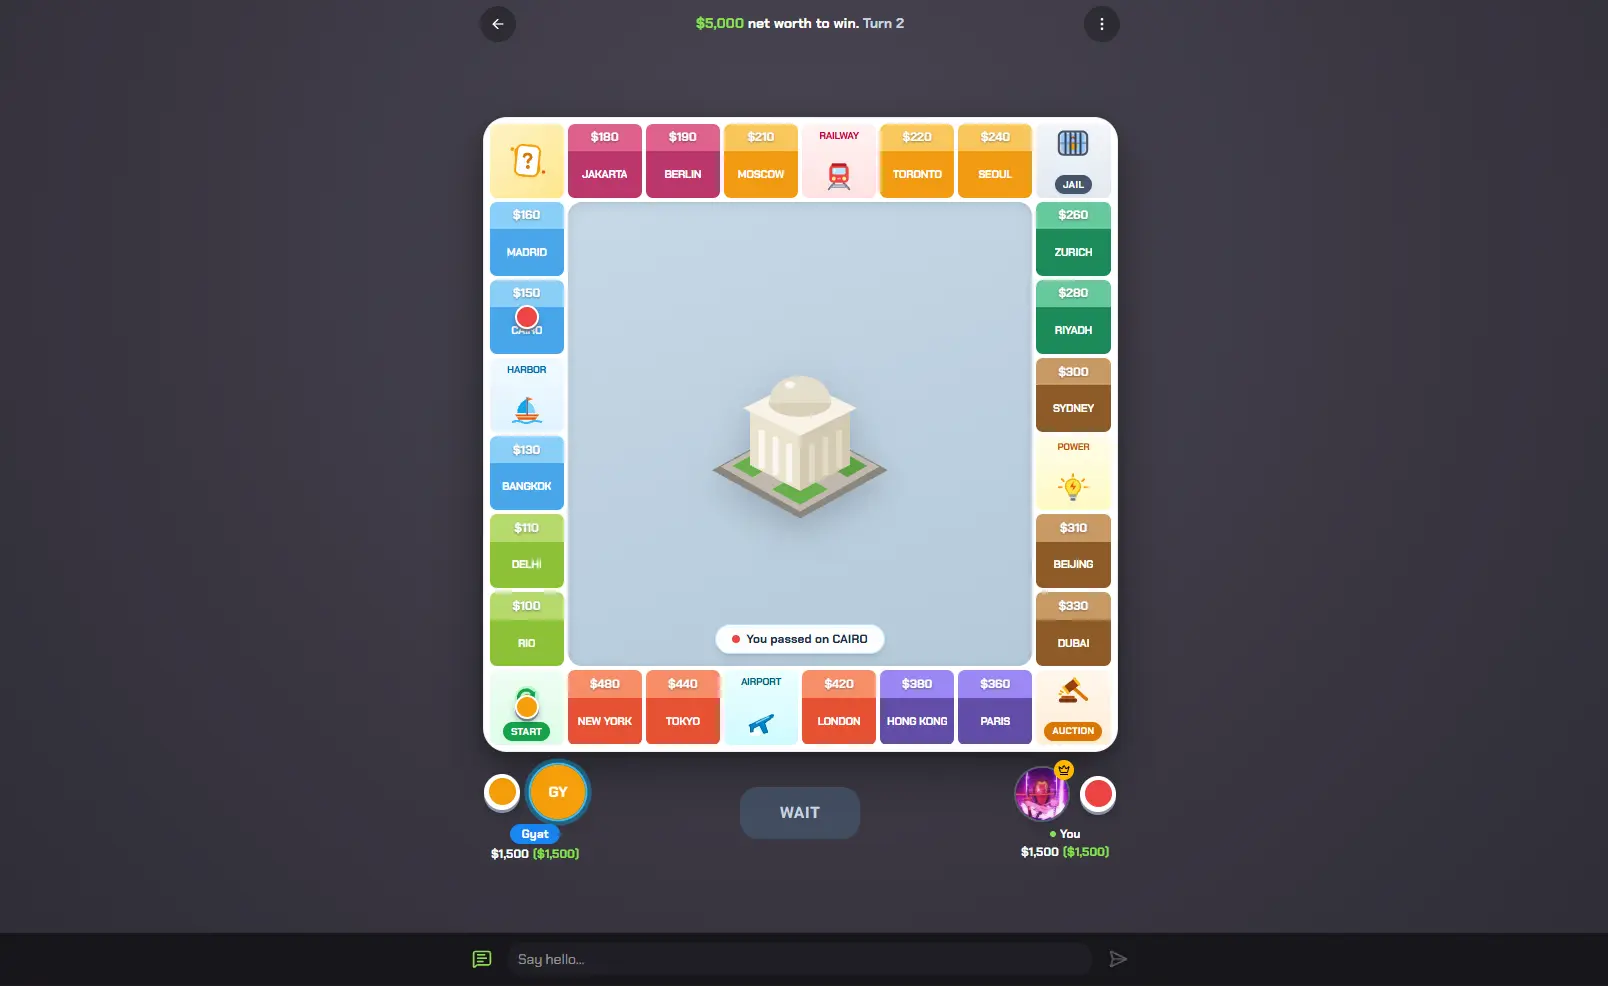 $5,000 net worth to win. Turn 2
?
$180
JAKARTA
$190
BERLIN
$210
MOSCOW
RAILWAY
$220
TORONTO
$240
SEOUL
JAIL
$160
MADRID
$260
ZURICH
$150
CAIRO
$280
RIYADH
HARBOR
$300
SYDNEY
$130
BANGKOK
POWER
$110
DELHI
$310
BEIJING
$100
RIO
$330
DUBAI
You passed on CAIRO
START
$480
NEW YORK
$440
TOKYO
AIRPORT
$420
LONDON
$380
HONG KONG
$360
PARIS
AUCTION
GY
Gyat
$1,500 ($1,500)
WAIT
You
$1,500 ($1,500)
Say hello...